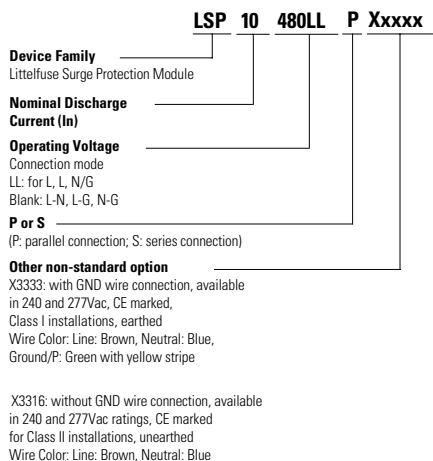 LSP 10 480LL P Xxxxx
Device Family
Littelfuse Surge Protection Module
Nominal Discharge
Current (In)
Operating Voltage
Connection mode
LL: for L, L, N/G
Blank: L-N, L-G, N-G
P or S
(P: parallel connection; S: series connection)
Other non-standard option
X3333: with GND wire connection, available
in 240 and 277Vac, CE marked,
Class I installations, earthed
Wire Color: Line: Brown, Neutral: Blue,
Ground/P: Green with yellow stripe
X3316: without GND wire connection, available
in 240 and 277Vac ratings, CE marked
for Class II installations, unearthed
Wire Color: Line: Brown, Neutral: Blue